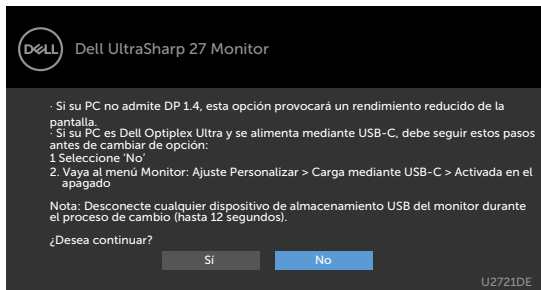 DELL Dell UltraSharp 27 Monitor
· Si su PC no admite DP 1.4, esta opción provocará un rendimiento reducido de la
pantalla.
· Si su PC es Dell Optiplex Ultra y se alimenta mediante USB-C, debe seguir estos pasos
antes de cambiar de opción:
1 Seleccione ‘No’
2. Vaya al menú Monitor: Ajuste Personalizar > Carga mediante USB-C > Activada en el
apagado
Nota: Desconecte cualquier dispositivo de almacenamiento USB del monitor durante
el proceso de cambio (hasta 12 segundos).
¿Desea continuar?
Sí No
U2721DE